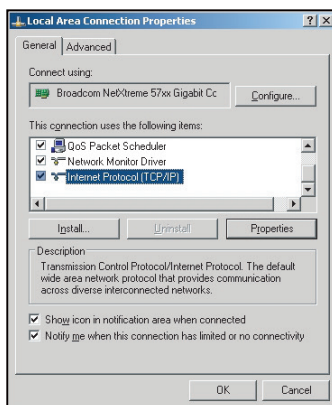 Local Area Connection Properties
General Advanced
Connect using:
Broadcom NetXtreme 57xx Gigabit Cc
Configure...
This connection uses the following items:
QoS Packet Scheduler
Network Monitor Driver
Internet Protocol (TCP/IP)
Install... Uninstall Properties
Description
Transmission Control Protocol/Internet Protocol. The default
wide area network protocol that provides communication
across diverse interconnected networks.
Show icon in notification area when connected
Notify me when this connection has limited or no connectivity
OK Cancel